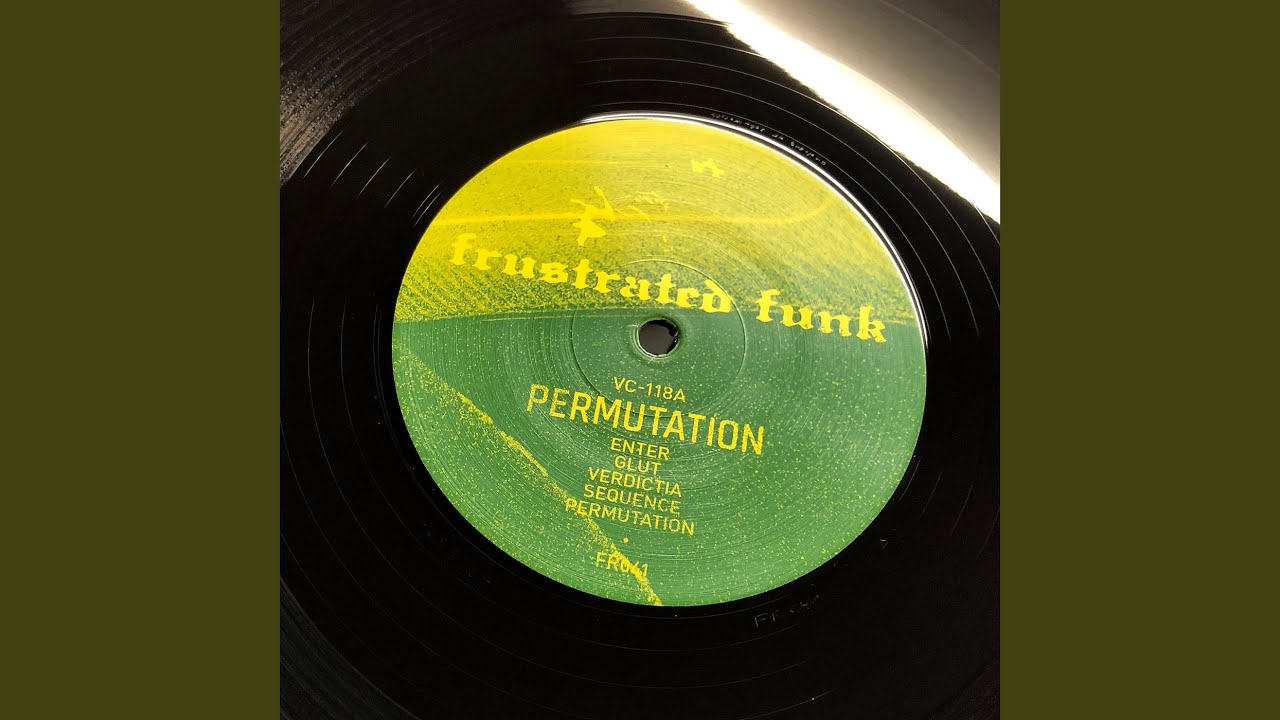 frustrated funk
VC-118A
PERMUTATION
ENTER
GLUT
VERDICTIA
SEQUENCE
PERMUTATION
FR041